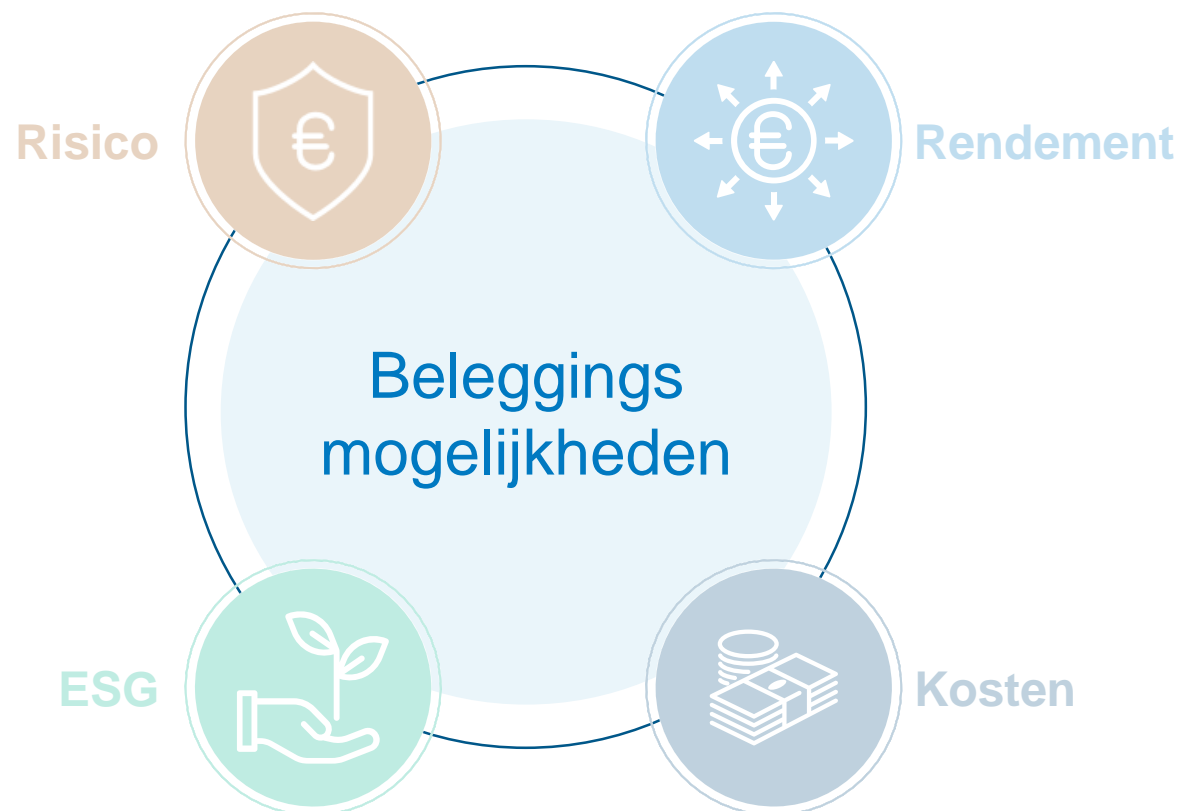 Risico
Rendement
Beleggings
mogelijkheden
ESG
Kosten